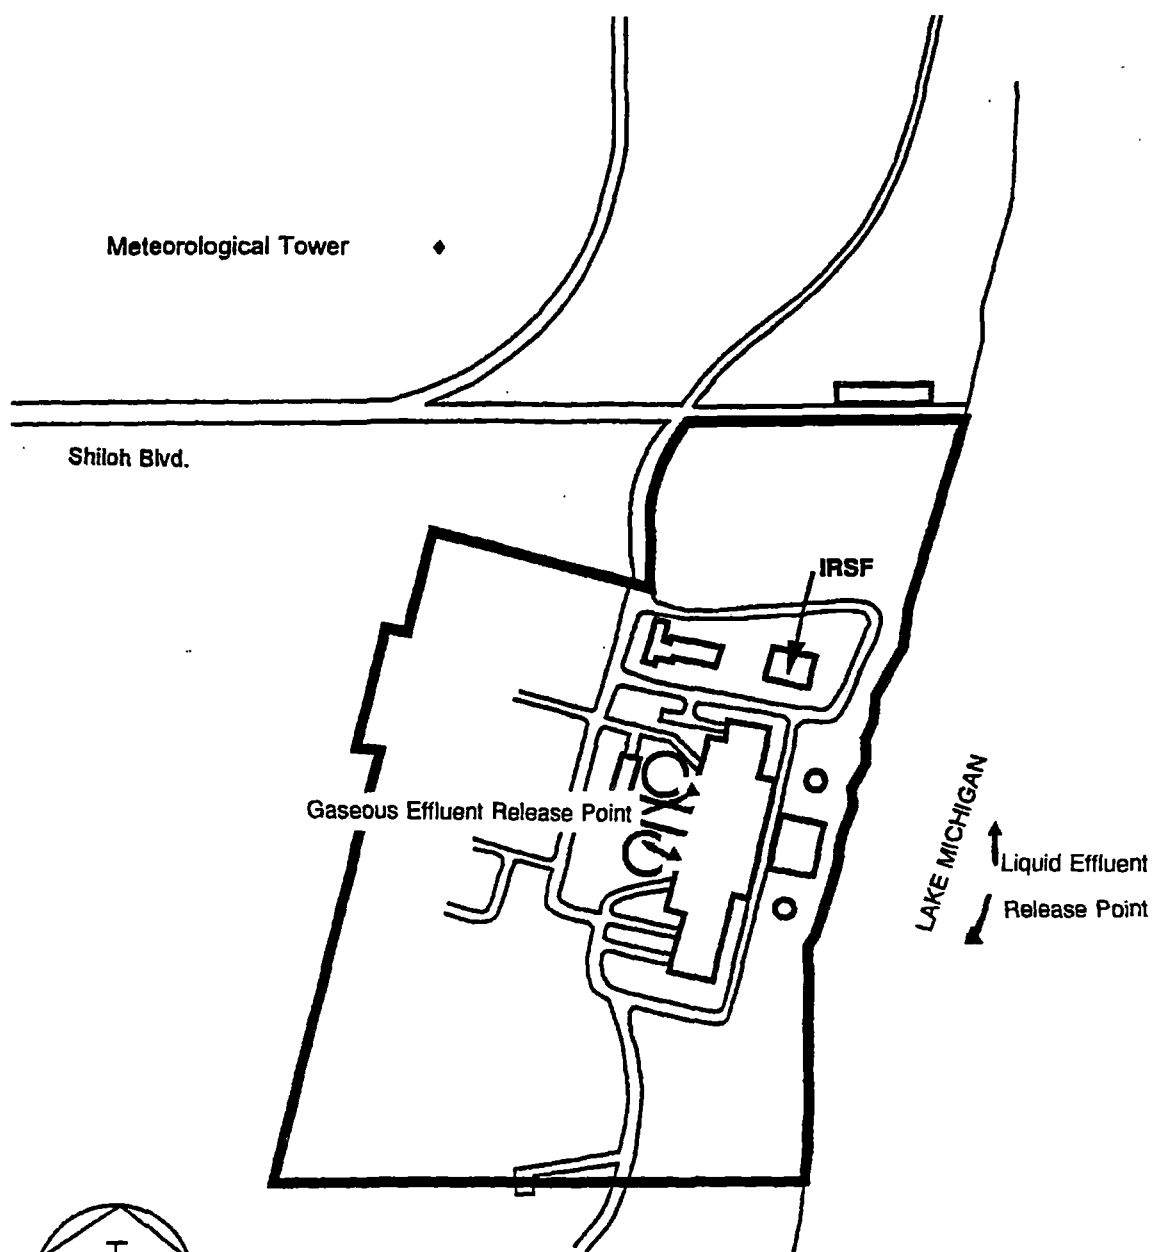 Meteorological Tower
Shiloh Blvd.
IRSF
Gaseous Effluent Release Point
LAKE MICHIGAN
Liquid Effluent
Release Point